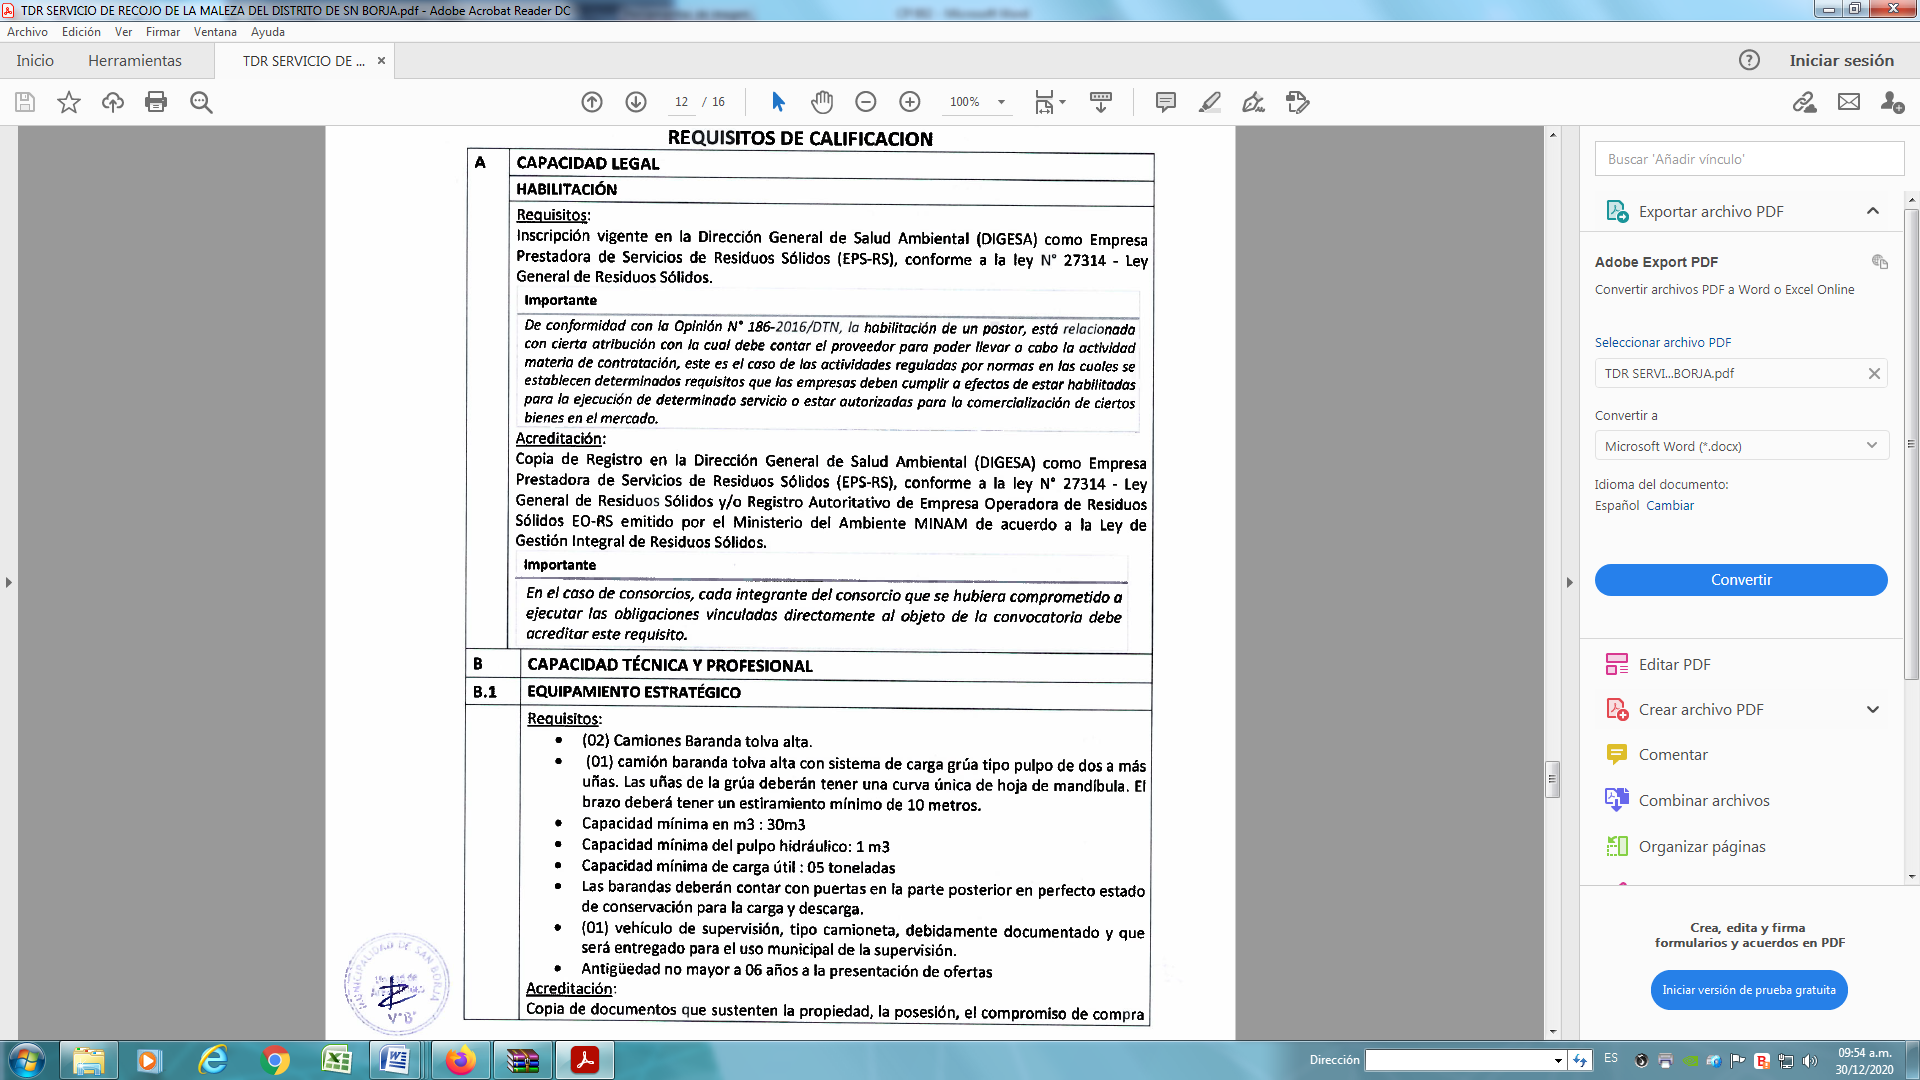 TDR SERVICIO DE RECOJO DE LA MALEZA DEL DISTRITO DE SN BORJA.pdf - Adobe Acrobat Reader DC
Archivo Edición Ver Firmar Ventana Ayuda
Inicio Herramientas TDR SERVICIO DE ... × Iniciar sesión
12 / 16 100%
REQUISITOS DE CALIFICACION
A CAPACIDAD LEGAL
HABILITACIÓN
Requisitos:
Inscripción vigente en la Dirección General de Salud Ambiental (DIGESA) como Empresa
Prestadora de Servicios de Residuos Sólidos (EPS-RS), conforme a la ley N° 27314 - Ley
General de Residuos Sólidos.
Importante
De conformidad con la Opinión N° 186-2016/DTN, la habilitación de un postor, está relacionada
con cierta atribución con la cual debe contar el proveedor para poder llevar a cabo la actividad
materia de contratación, este es el caso de las actividades reguladas por normas en las cuales se
establecen determinados requisitos que las empresas deben cumplir a efectos de estar habilitadas
para la ejecución de determinado servicio o estar autorizadas para la comercialización de ciertos
bienes en el mercado.
Acreditación:
Copia de Registro en la Dirección General de Salud Ambiental (DIGESA) como Empresa
Prestadora de Servicios de Residuos Sólidos (EPS-RS), conforme a la ley N° 27314 - Ley
General de Residuos Sólidos y/o Registro Autoritativo de Empresa Operadora de Residuos
Sólidos EO-RS emitido por el Ministerio del Ambiente MINAM de acuerdo a la Ley de
Gestión Integral de Residuos Sólidos.
Importante
En el caso de consorcios, cada integrante del consorcio que se hubiera comprometido a
ejecutar las obligaciones vinculadas directamente al objeto de la convocatoria debe
acreditar este requisito.
B CAPACIDAD TÉCNICA Y PROFESIONAL
B.1 EQUIPAMIENTO ESTRATÉGICO
Requisitos:
• (02) Camiones Baranda tolva alta.
• (01) camión baranda tolva alta con sistema de carga grúa tipo pulpo de dos a más
uñas. Las uñas de la grúa deberán tener una curva única de hoja de mandíbula. El
brazo deberá tener un estiramiento mínimo de 10 metros.
• Capacidad mínima en m3 : 30m3
• Capacidad mínima del pulpo hidráulico: 1 m3
• Capacidad mínima de carga útil : 05 toneladas
• Las barandas deberán contar con puertas en la parte posterior en perfecto estado
de conservación para la carga y descarga.
• (01) vehículo de supervisión, tipo camioneta, debidamente documentado y que
será entregado para el uso municipal de la supervisión.
• Antigüedad no mayor a 06 años a la presentación de ofertas
Acreditación:
Copia de documentos que sustenten la propiedad, la posesión, el compromiso de compra
MUNICIPALIDAD DE SAN BORJA
V°B°
Buscar 'Añadir vínculo'
Exportar archivo PDF
Adobe Export PDF
Convertir archivos PDF a Word o Excel Online
Seleccionar archivo PDF
TDR SERVI...BORJA.pdf
Convertir a
Microsoft Word (*.docx)
Idioma del documento:
Español Cambiar
Convertir
Editar PDF
Crear archivo PDF
Comentar
Combinar archivos
Organizar páginas
Crea, edita y firma
formularios y acuerdos en PDF
Iniciar versión de prueba gratuita
Dirección
ES
09:54 a.m.
30/12/2020